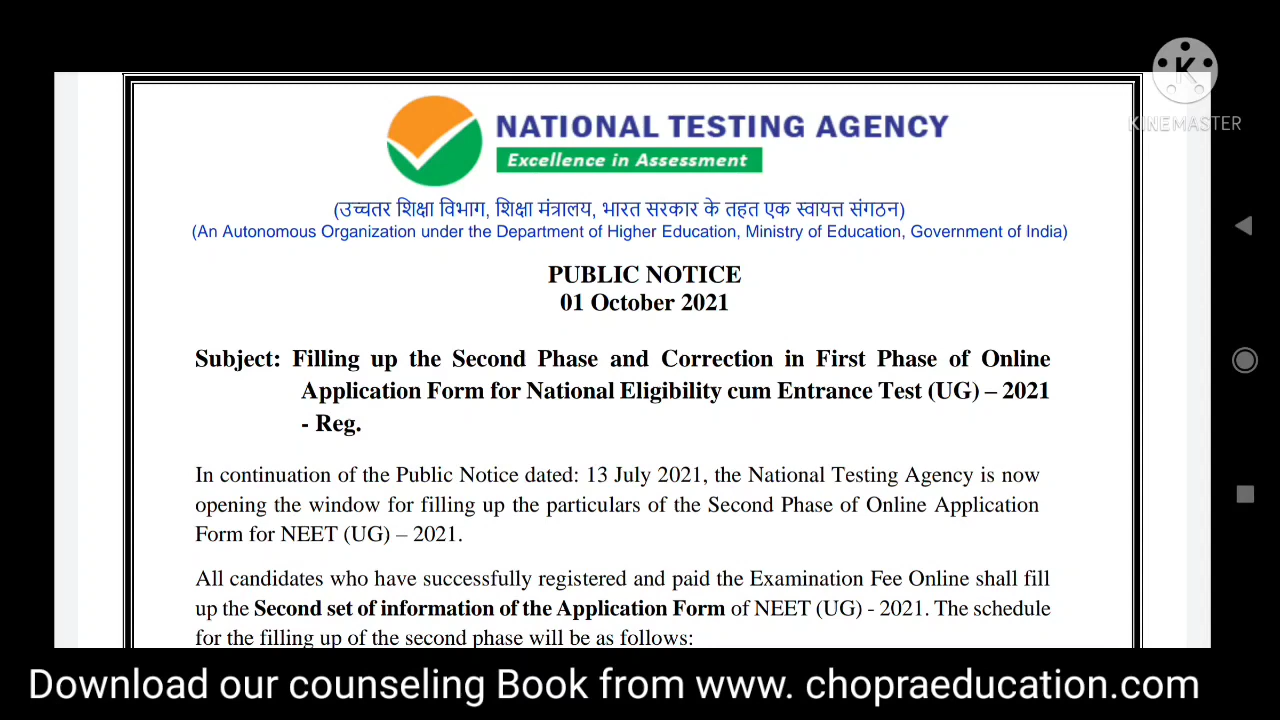 K
KINEMASTER
NATIONAL TESTING AGENCY
Excellence in Assessment
(उच्चतर शिक्षा विभाग, शिक्षा मंत्रालय, भारत सरकार के तहत एक स्वायत्त संगठन)
(An Autonomous Organization under the Department of Higher Education, Ministry of Education, Government of India)
PUBLIC NOTICE
01 October 2021
Subject: Filling up the Second Phase and Correction in First Phase of Online
Application Form for National Eligibility cum Entrance Test (UG) – 2021
- Reg.
In continuation of the Public Notice dated: 13 July 2021, the National Testing Agency is now
opening the window for filling up the particulars of the Second Phase of Online Application
Form for NEET (UG) – 2021.
All candidates who have successfully registered and paid the Examination Fee Online shall fill
up the Second set of information of the Application Form of NEET (UG) - 2021. The schedule
for the filling up of the second phase will be as follows:
Download our counseling Book from www. chopraeducation.com